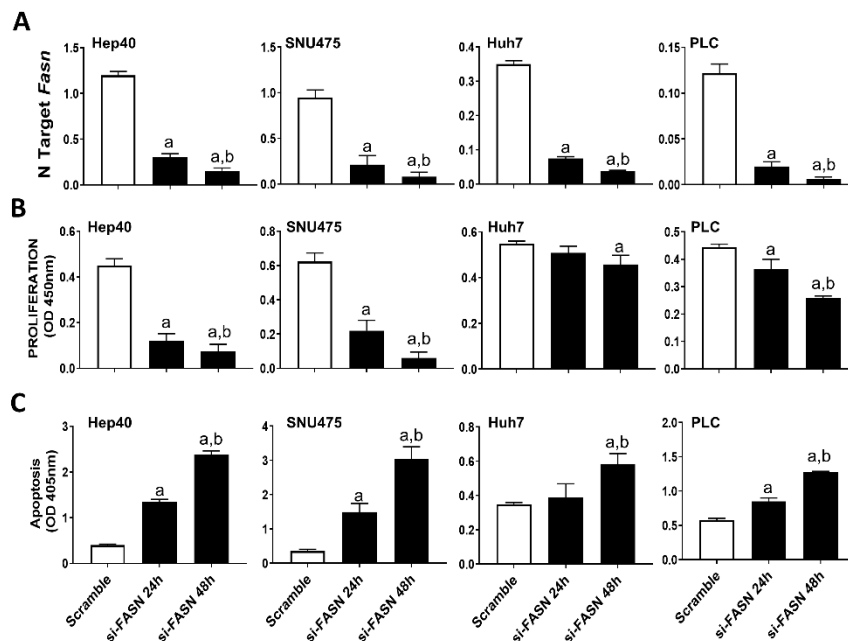 A
Hep40
SNU475
Huh7
PLC
N Target Fasn
1.5
1.0
0.5
0.0
a
a,b
1.5
1.0
0.5
0.0
a
a,b
0.4
0.3
0.2
0.1
0.0
a
a,b
0.15
0.10
0.05
0.00
a
a,b
B
Hep40
SNU475
Huh7
PLC
PROLIFERATION
(OD 450nm)
0.6
0.4
0.2
0.0
a
a,b
0.8
0.6
0.4
0.2
0.0
a
a,b
0.6
0.4
0.2
0.0
a
0.5
0.4
0.3
0.2
0.1
0.0
a
a,b
C
Hep40
SNU475
Huh7
PLC
Apoptosis
(OD 405nm)
3
2
1
0
a
a,b
4
3
2
1
0
a
a,b
0.8
0.6
0.4
0.2
0.0
a,b
2.0
1.5
1.0
0.5
0.0
a
a,b
Scramble
si-FASN 24h
si-FASN 48h
Scramble
si-FASN 24h
si-FASN 48h
Scramble
si-FASN 24h
si-FASN 48h
Scramble
si-FASN 24h
si-FASN 48h